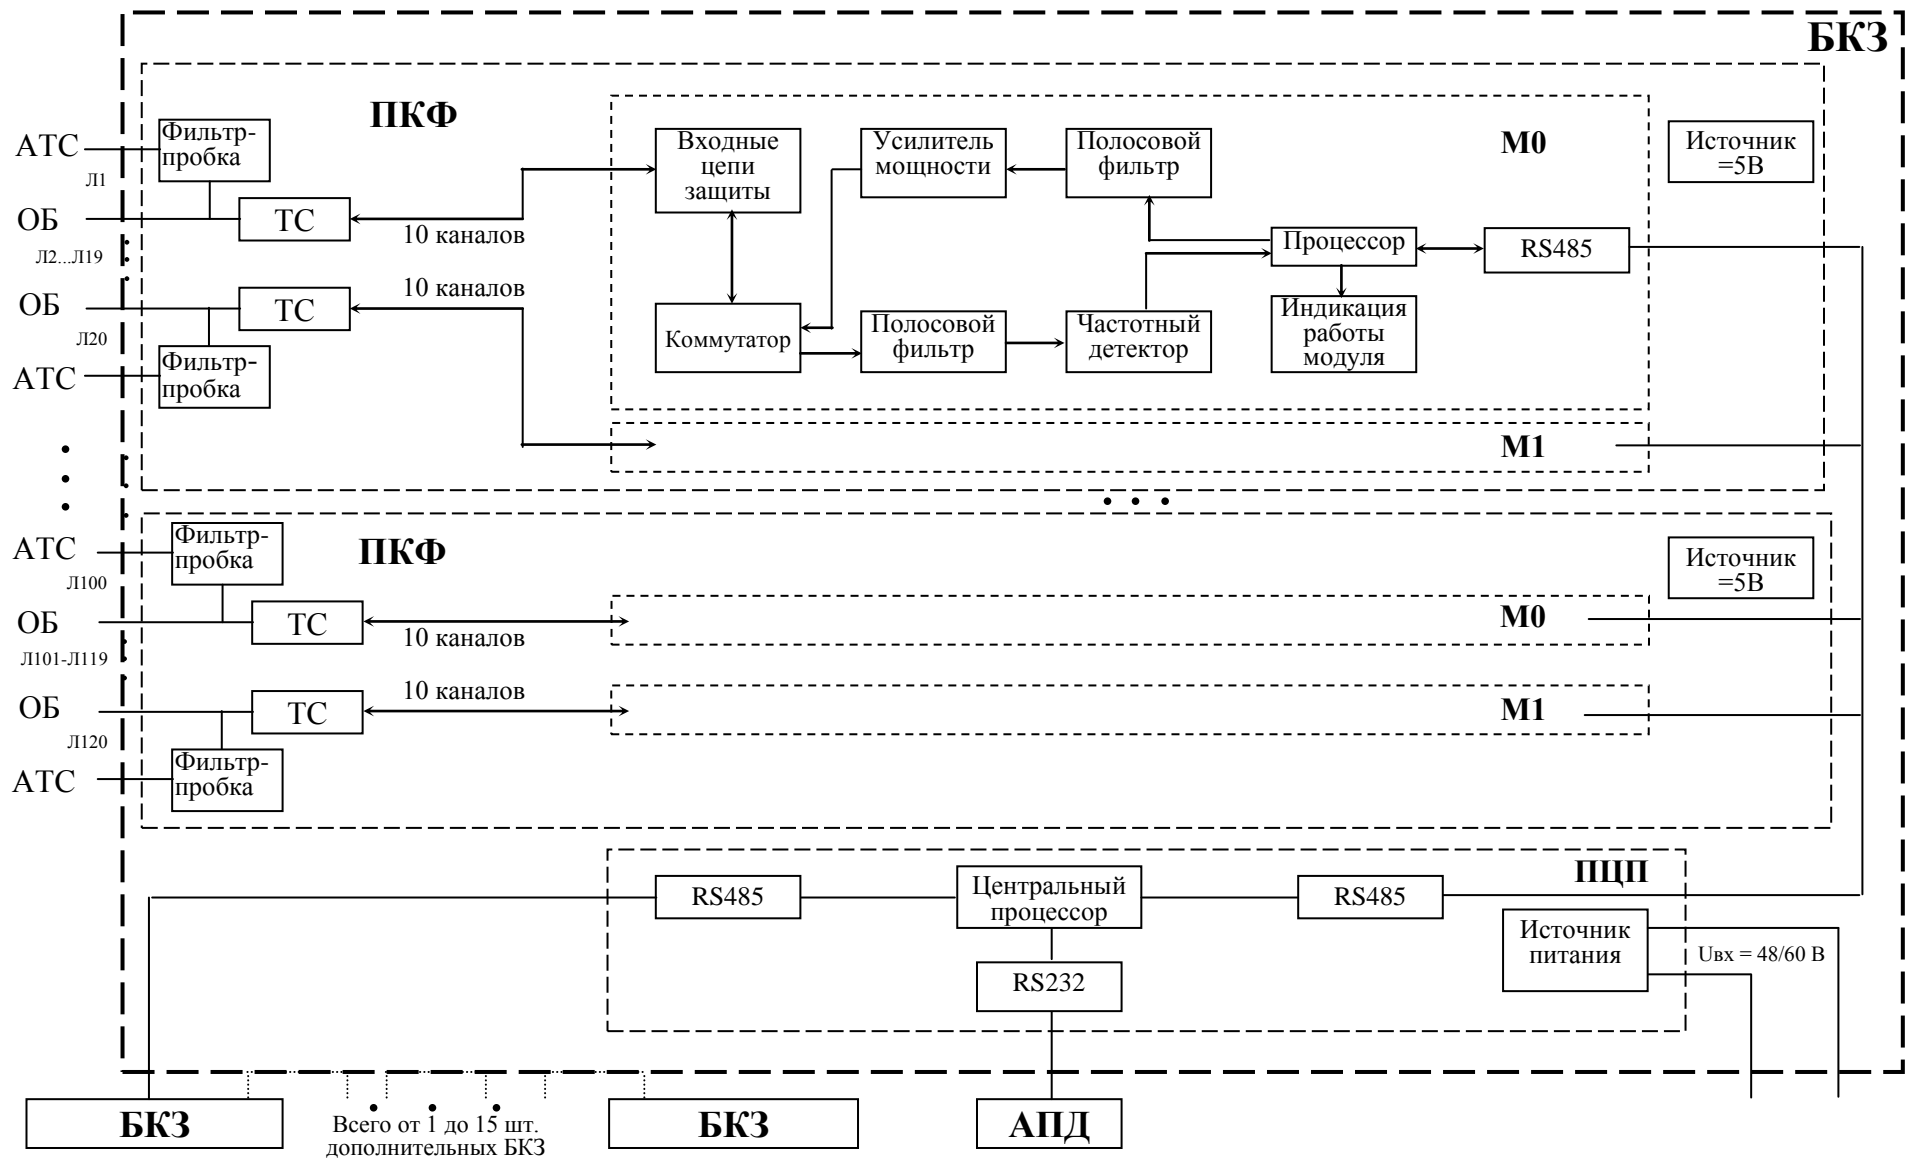 БКЗ
ПКФ
М0
АТС
Л1
Фильтр-
пробка
ОБ
Л2...Л19
ТС
10 каналов
Входные
цепи
защиты
Усилитель
мощности
Полосовой
фильтр
Источник
=5В
Процессор
RS485
ОБ
Л20
ТС
10 каналов
Фильтр-
пробка
АТС
Коммутатор
Полосовой
фильтр
Частотный
детектор
Индикация
работы
модуля
М1
ПКФ
АТС
Л100
Фильтр-
пробка
Источник
=5В
ОБ
Л101-Л119
ТС
10 каналов
М0
ОБ
Л120
ТС
10 каналов
М1
АТС
Фильтр-
пробка
ПЦП
RS485
Центральный
процессор
RS485
Источник
питания
Uвх = 48/60 В
RS232
БКЗ
Всего от 1 до 15 шт.
дополнительных БКЗ
БКЗ
АПД